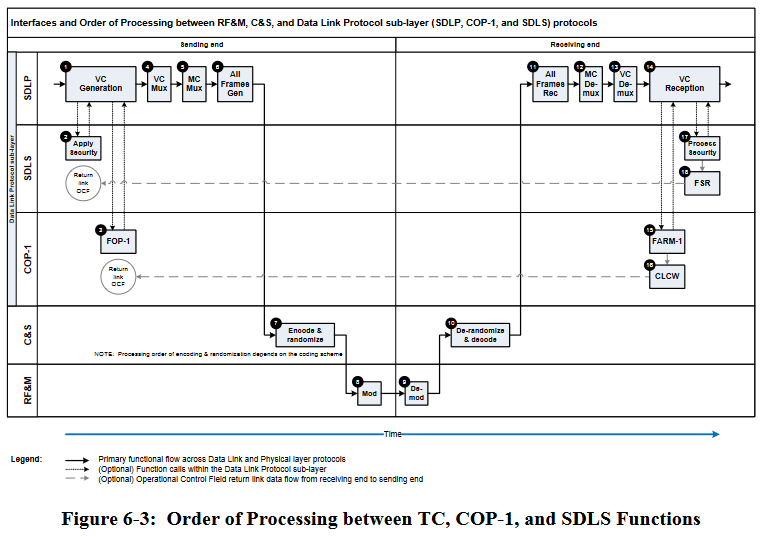 Interfaces and Order of Processing between RF&M, C&S, and Data Link Protocol sub-layer (SDLP, COP-1, and SDLS) protocols
Sending end
Receiving end
Data Link Protocol sub-layer
SDLP
1
VC
Generation
4
VC
Mux
5
MC
Mux
6
All
Frames
Gen
11
All
Frames
Rec
12
MC
De-
mux
13
VC
De-
mux
14
VC
Reception
SDLS
2
Apply
Security
Return
link
OCF
17
Process
Security
18
FSR
COP-1
3
FOP-1
Return
link
OCF
15
FARM-1
16
CLCW
C&S
7
Encode &
randomize
10
De-randomize
& decode
NOTE: Processing order of encoding & randomization depends on the coding scheme
RF&M
8
Mod
9
De-
mod
Time
Legend:
Primary functional flow across Data Link and Physical layer protocols
(Optional) Function calls within the Data Link Protocol sub-layer
(Optional) Operational Control Field return link data flow from receiving end to sending end
Figure 6-3: Order of Processing between TC, COP-1, and SDLS Functions